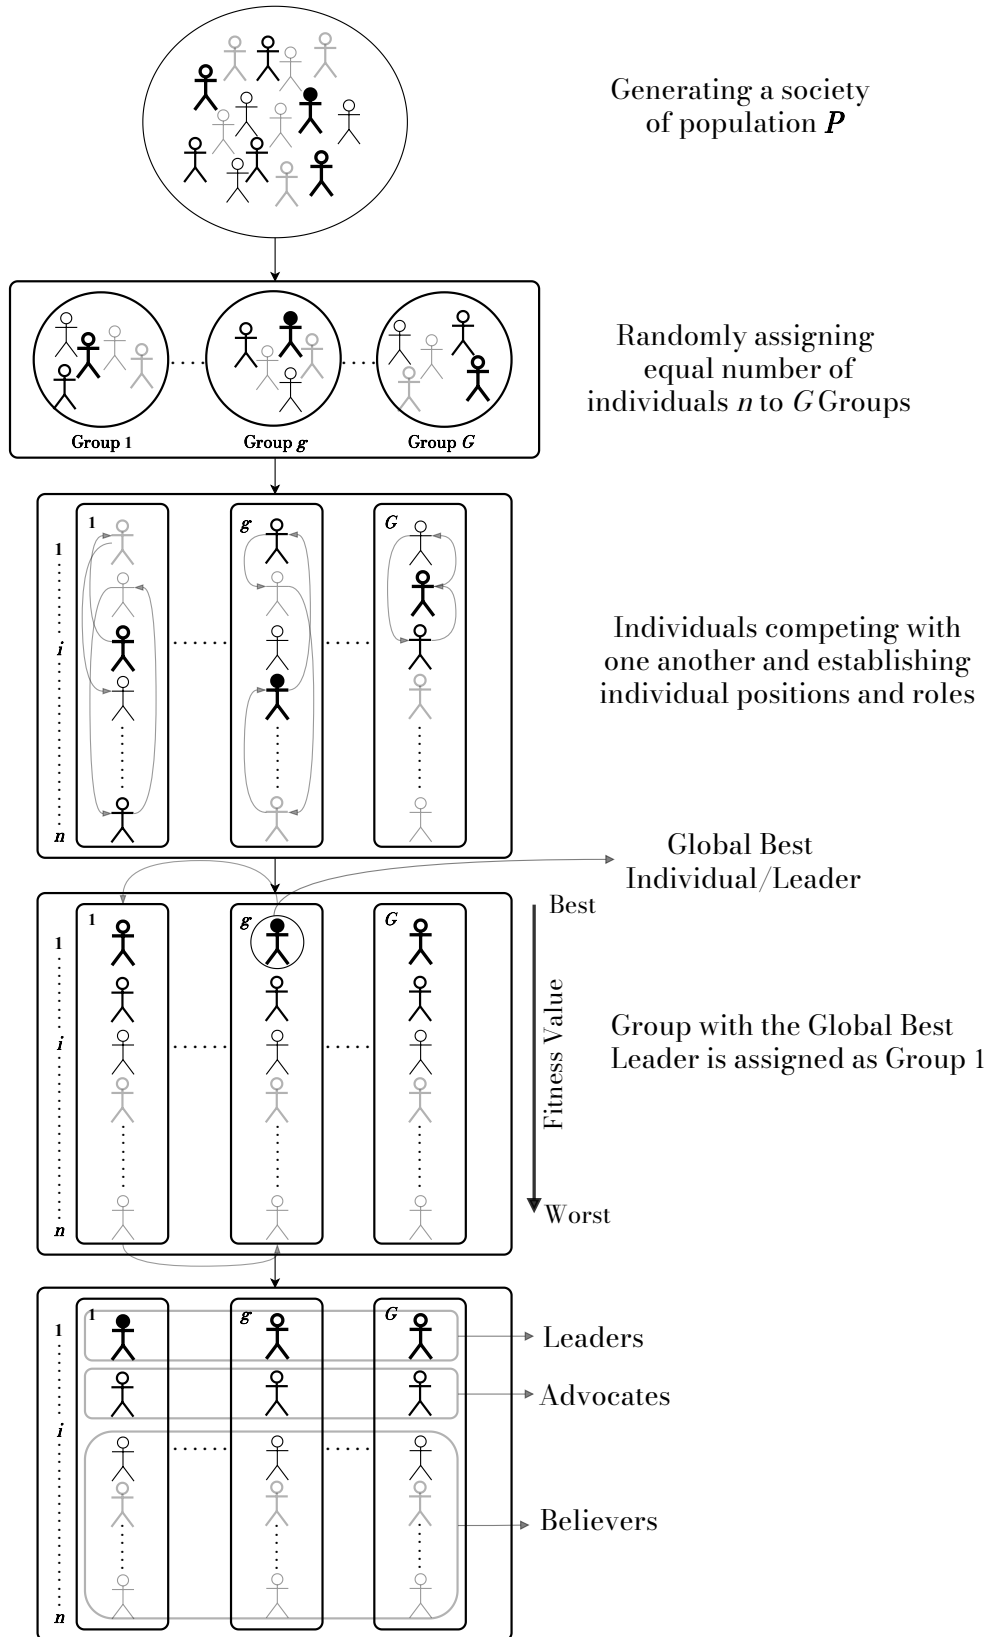 Generating a society
of population P
Randomly assigning
equal number of
individuals n to G Groups
Group 1
Group g
Group G
1
g
G
1
i
n
Individuals competing with
one another and establishing
individual positions and roles
Global Best
Individual/Leader
1
g
G
1
i
n
Best
Fitness Value
Worst
Group with the Global Best
Leader is assigned as Group 1
1
g
G
1
i
n
Leaders
Advocates
Believers